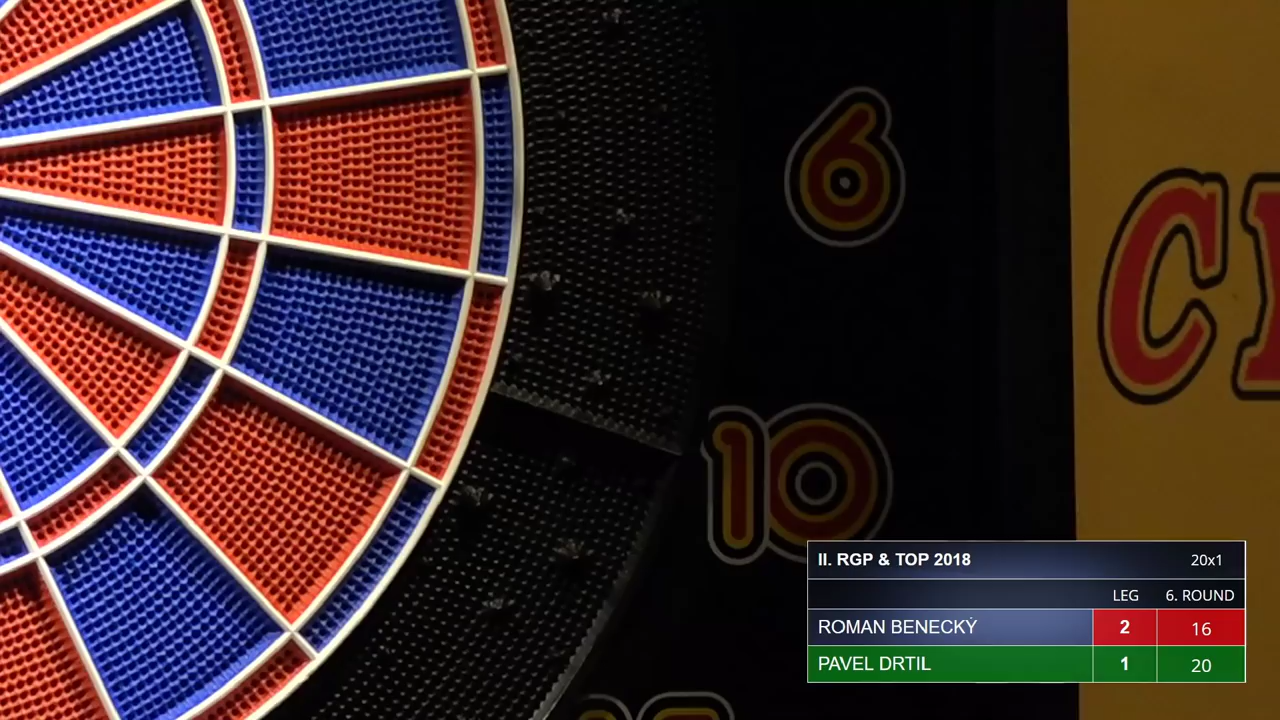 6
C
10
II. RGP & TOP 2018 20x1
LEG 6. ROUND
ROMAN BENECKÝ 2 16
PAVEL DRTIL 1 20